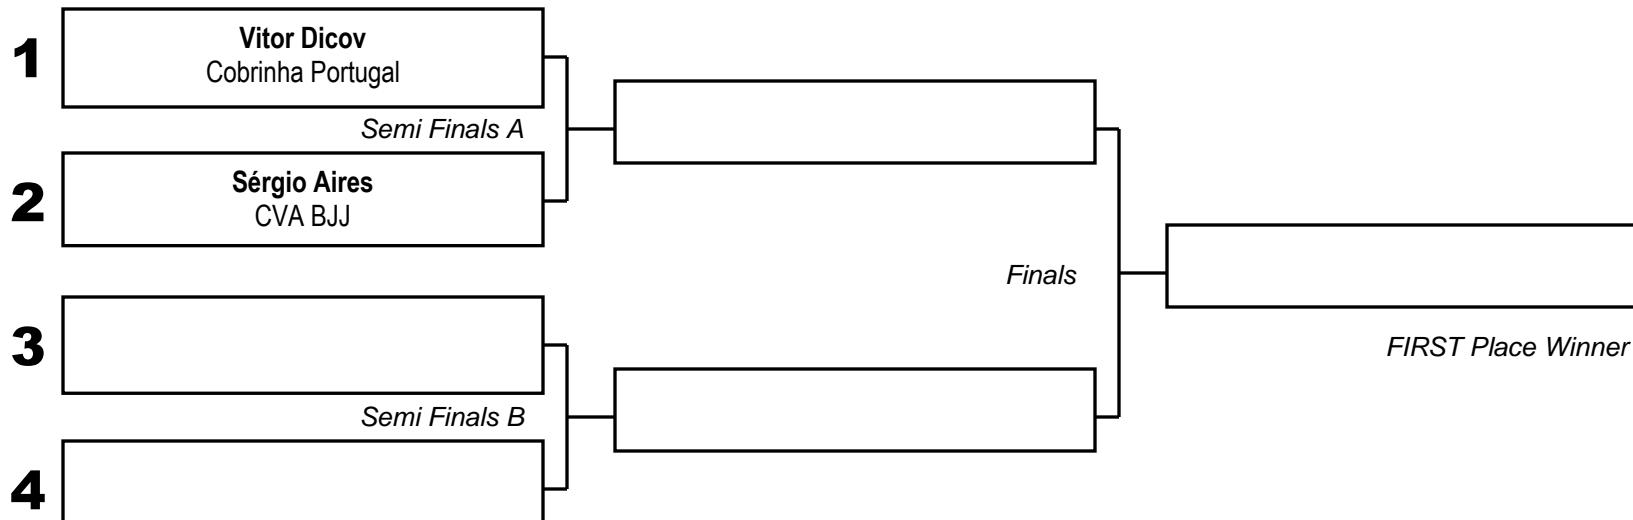 1
Vitor Dicov
Cobrinha Portugal
Semi Finals A
2
Sérgio Aires
CVA BJJ
3
Semi Finals B
4
Finals
FIRST Place Winner